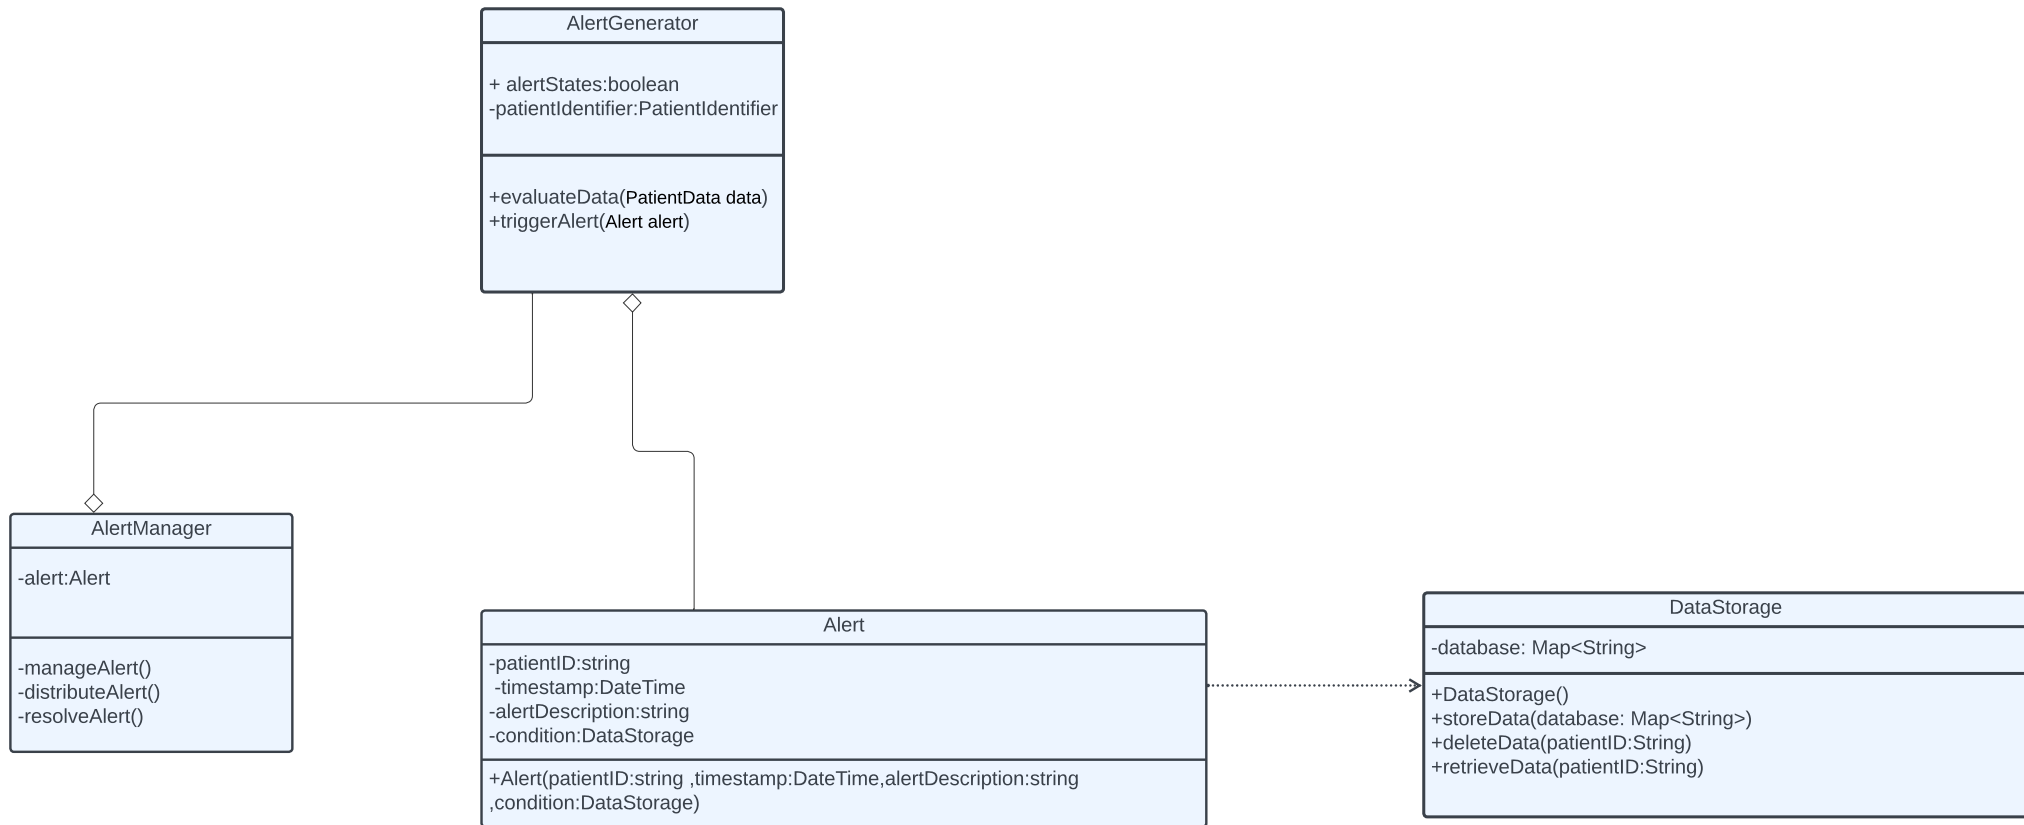 AlertGenerator
+ alertStates:boolean
-patientIdentifier:PatientIdentifier
+evaluateData(PatientData data)
+triggerAlert(Alert alert)
AlertManager
-alert:Alert
-manageAlert()
-distributeAlert()
-resolveAlert()
Alert
-patientID:string
-timestamp:DateTime
-alertDescription:string
-condition:DataStorage
+Alert(patientID:string ,timestamp:DateTime,alertDescription:string
,condition:DataStorage)
DataStorage
-database: Map<String>
+DataStorage()
+storeData(database: Map<String>)
+deleteData(patientID:String)
+retrieveData(patientID:String)